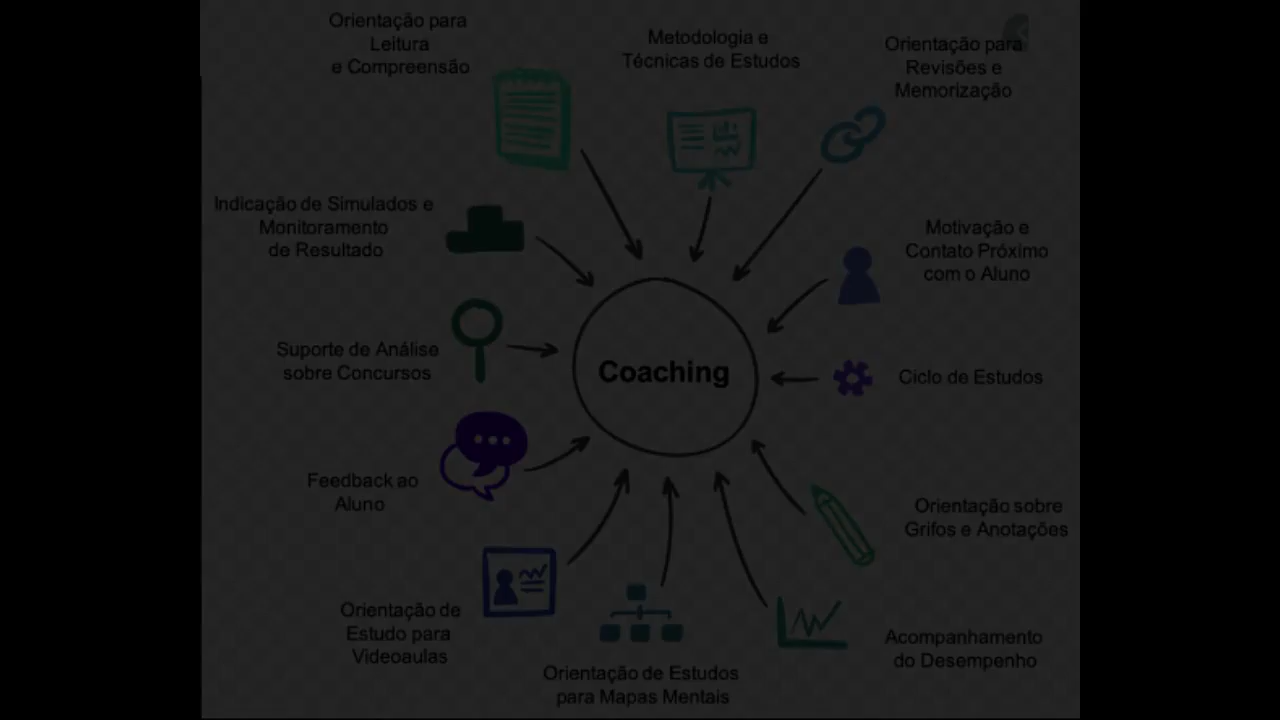 Orientação para
Leitura
e Compreensão
Metodologia e
Técnicas de Estudos
Orientação para
Revisões e
Memorização
Indicação de Simulados e
Monitoramento
de Resultado
Motivação e
Contato Próximo
com o Aluno
Suporte de Análise
sobre Concursos
Coaching
Ciclo de Estudos
Feedback ao
Aluno
Orientação sobre
Grifos e Anotações
Orientação de
Estudo para
Videoaulas
Orientação de Estudos
para Mapas Mentais
Acompanhamento
do Desempenho